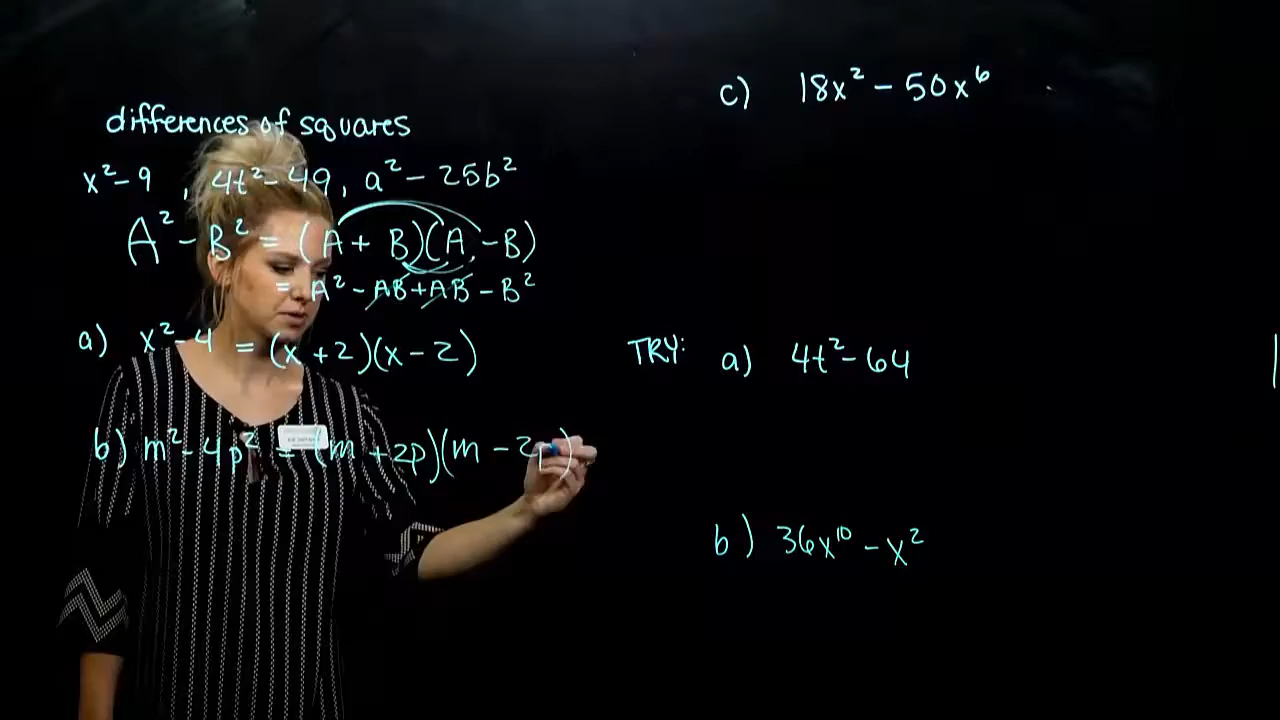 differences of squares
x² - 9 , 4t² - 49, a² - 25b²
A² - B² = (A + B)(A - B)
= A² - AB + AB - B²
a) x² - 4 = (x + 2)(x - 2)
b) m² - 4p² = (m + 2p)(m - 2p)
c) 18x² - 50x⁶
TRY: a) 4t² - 64
b) 36x¹⁰ - x²